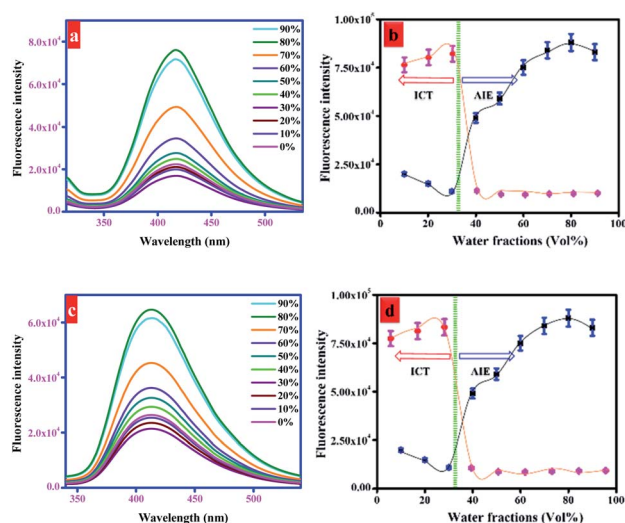 a
Fluorescence intensity
8.0x10⁴
6.0x10⁴
4.0x10⁴
2.0x10⁴
0.0
350 400 450 500
Wavelength (nm)
90%
80%
70%
60%
50%
40%
30%
20%
10%
0%
b
Fluorescence intensity
1.00x10⁵
7.50x10⁴
5.00x10⁴
2.50x10⁴
0.00
0 20 40 60 80 100
Water fractions (Vol%)
ICT
AIE
c
Fluorescence intensity
6.0x10⁴
4.0x10⁴
2.0x10⁴
0.0
350 400 450 500
Wavelength (nm)
90%
80%
70%
60%
50%
40%
30%
20%
10%
0%
d
Fluorescence intensity
1.00x10⁵
7.50x10⁴
5.00x10⁴
2.50x10⁴
0.00
0 20 40 60 80 100
Water fractions (Vol%)
ICT
AIE